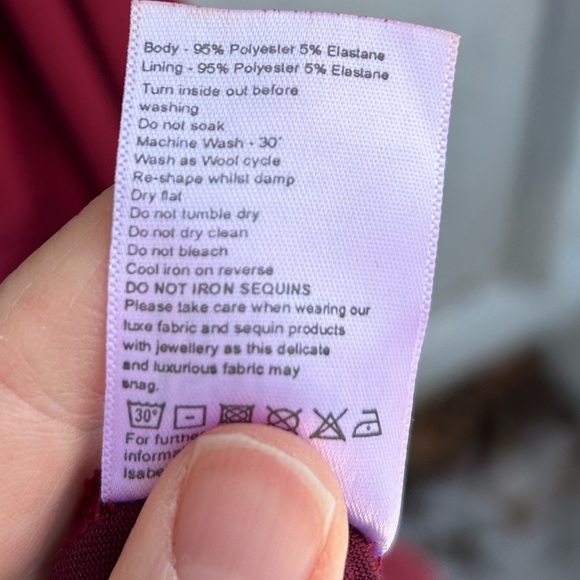 Body - 95% Polyester 5% Elastane
Lining - 95% Polyester 5% Elastane
Turn inside out before
washing
Do not soak
Machine Wash - 30°
Wash as Wool cycle
Re-shape whilst damp
Dry flat
Do not tumble dry
Do not dry clean
Do not bleach
Cool iron on reverse
DO NOT IRON SEQUINS
Please take care when wearing our
luxe fabric and sequin products
with jewellery as this delicate
and luxurious fabric may
snag.
30°
For